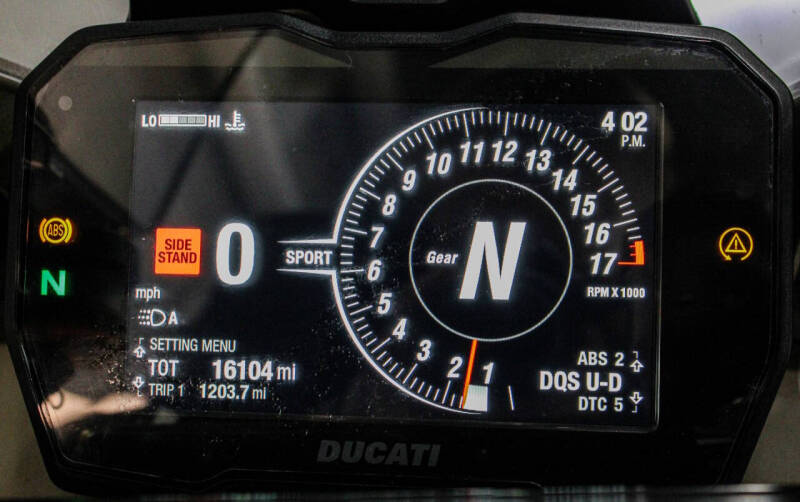 LO HI
4 02
P.M.
ABS
N
SIDE
STAND
0
mph
A
SPORT
1
2
3
4
5
6
7
8
9
10
11
12
13
14
15
16
17
RPM X 1000
Gear
N
SETTING MENU
TOT 16104 mi
TRIP 1 1203.7 mi
ABS 2
DQS U-D
DTC 5
DUCATI